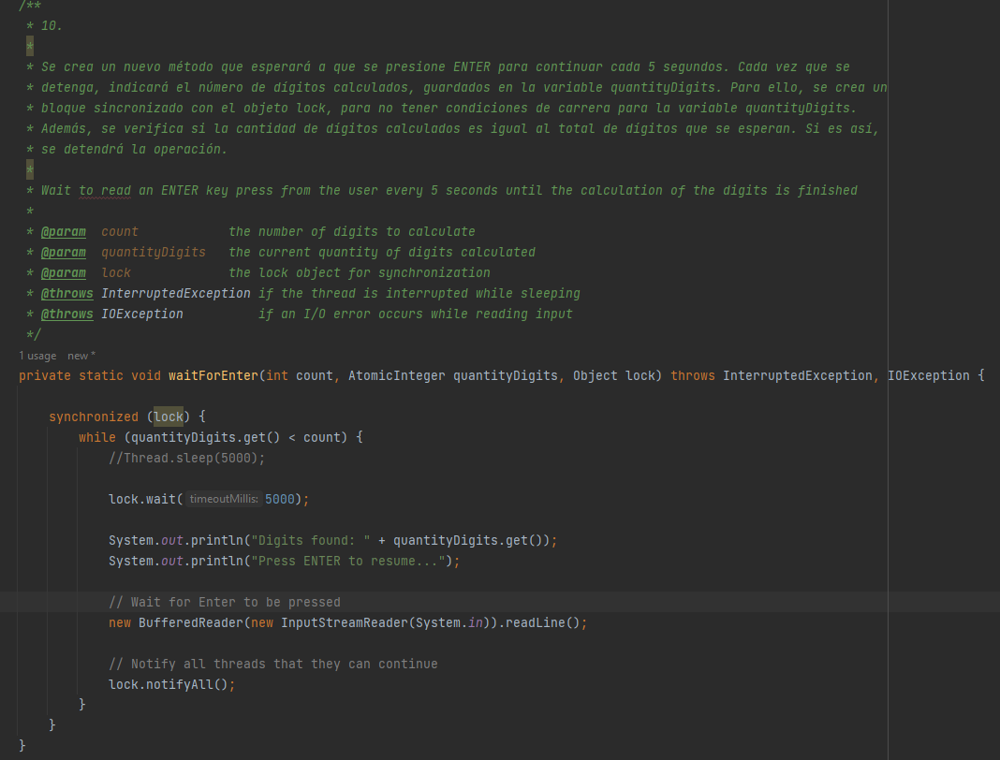 /**
* 10.
*
* Se crea un nuevo método que esperará a que se presione ENTER para continuar cada 5 segundos. Cada vez que se
* detenga, indicará el número de dígitos calculados, guardados en la variable quantityDigits. Para ello, se crea un
* bloque sincronizado con el objeto lock, para no tener condiciones de carrera para la variable quantityDigits.
* Además, se verifica si la cantidad de dígitos calculados es igual al total de dígitos que se esperan. Si es así,
* se detendrá la operación.
*
* Wait to read an ENTER key press from the user every 5 seconds until the calculation of the digits is finished
*
* @param count the number of digits to calculate
* @param quantityDigits the current quantity of digits calculated
* @param lock the lock object for synchronization
* @throws InterruptedException if the thread is interrupted while sleeping
* @throws IOException if an I/O error occurs while reading input
*/
1 usage new *
private static void waitForEnter(int count, AtomicInteger quantityDigits, Object lock) throws InterruptedException, IOException {
synchronized (lock) {
while (quantityDigits.get() < count) {
//Thread.sleep(5000);
lock.wait( timeoutMillis: 5000);
System.out.println("Digits found: " + quantityDigits.get());
System.out.println("Press ENTER to resume...");
// Wait for Enter to be pressed
new BufferedReader(new InputStreamReader(System.in)).readLine();
// Notify all threads that they can continue
lock.notifyAll();
}
}
}